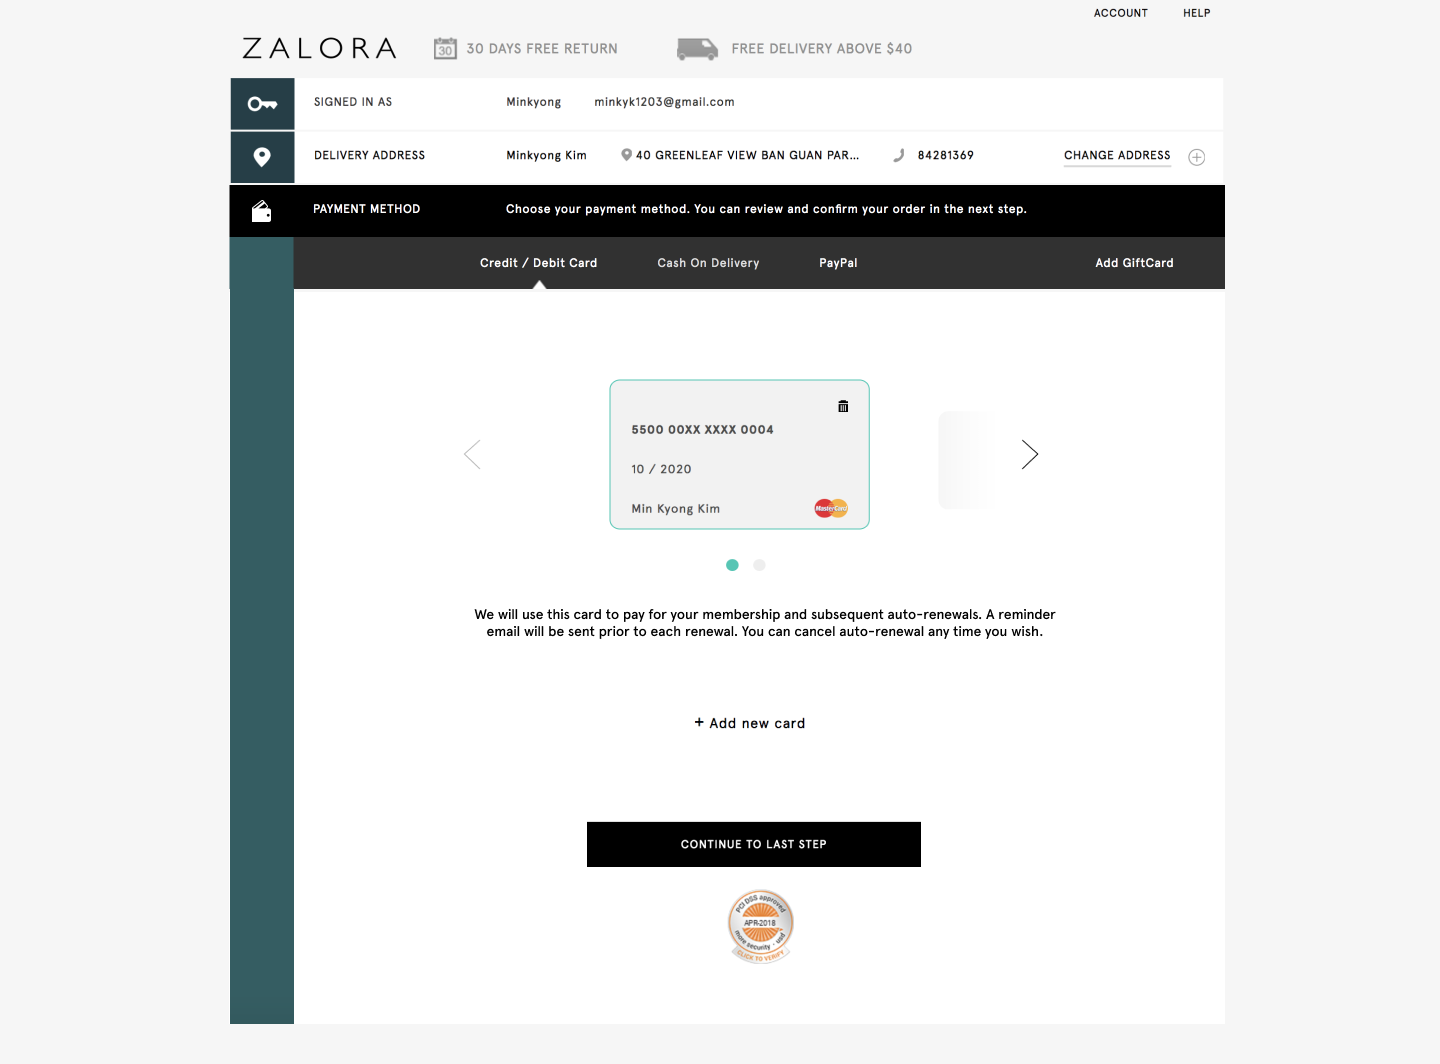 ACCOUNT HELP
ZALORA 30 30 DAYS FREE RETURN FREE DELIVERY ABOVE $40
SIGNED IN AS Minkyong minkyk1203@gmail.com
DELIVERY ADDRESS Minkyong Kim 40 GREENLEAF VIEW BAN GUAN PAR... 84281369 CHANGE ADDRESS
PAYMENT METHOD Choose your payment method. You can review and confirm your order in the next step.
Credit / Debit Card Cash On Delivery PayPal Add GiftCard
5500 00XX XXXX 0004
10 / 2020
Min Kyong Kim MasterCard
We will use this card to pay for your membership and subsequent auto-renewals. A reminder
email will be sent prior to each renewal. You can cancel auto-renewal any time you wish.
+ Add new card
CONTINUE TO LAST STEP
PCI DSS approved
APR-2018
more security - usd
CLICK TO VERIFY